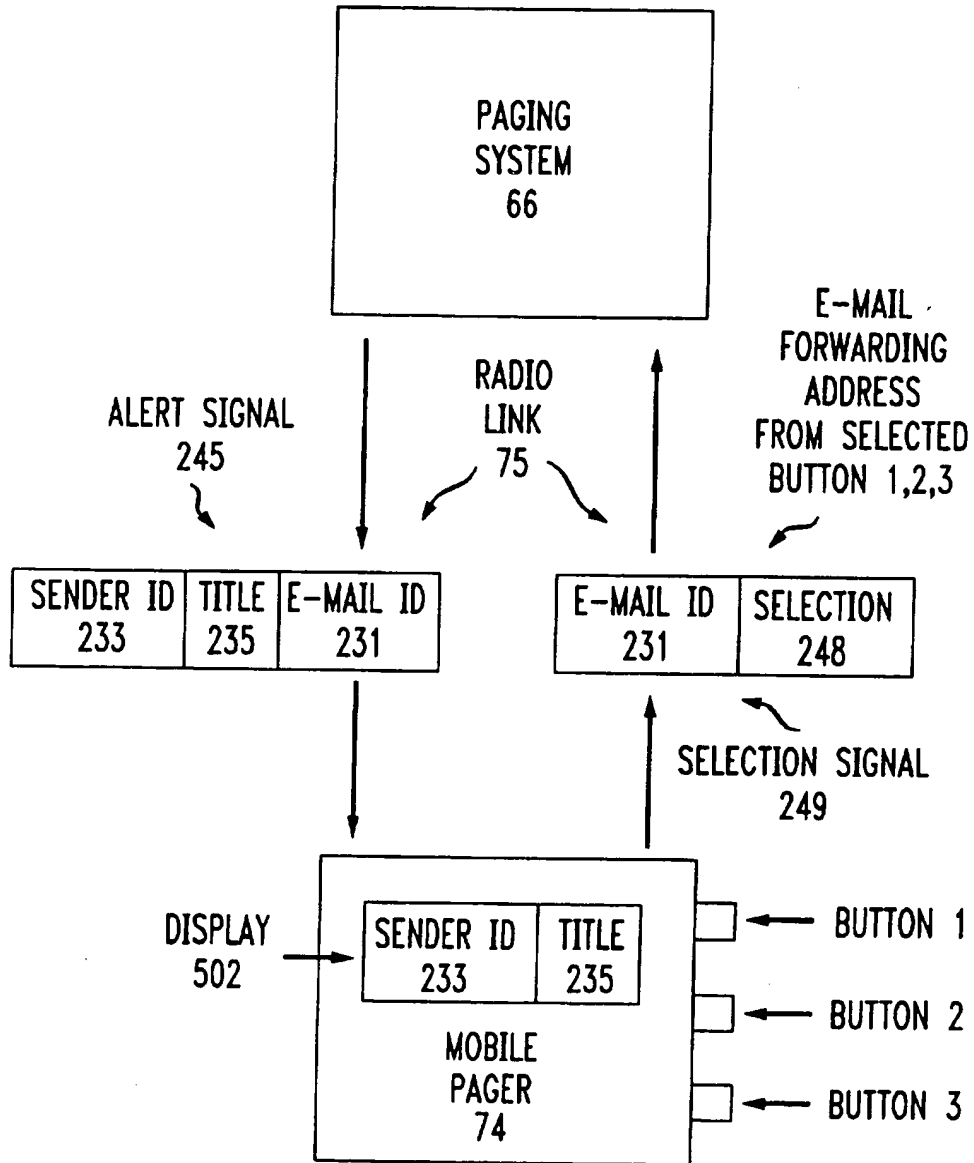 PAGING
SYSTEM
66
E-MAIL
FORWARDING
ADDRESS
FROM SELECTED
BUTTON 1,2,3
RADIO
LINK
75
ALERT SIGNAL
245
SENDER ID
233
TITLE
235
E-MAIL ID
231
E-MAIL ID
231
SELECTION
248
SELECTION SIGNAL
249
DISPLAY
502
SENDER ID
233
TITLE
235
MOBILE
PAGER
74
BUTTON 1
BUTTON 2
BUTTON 3